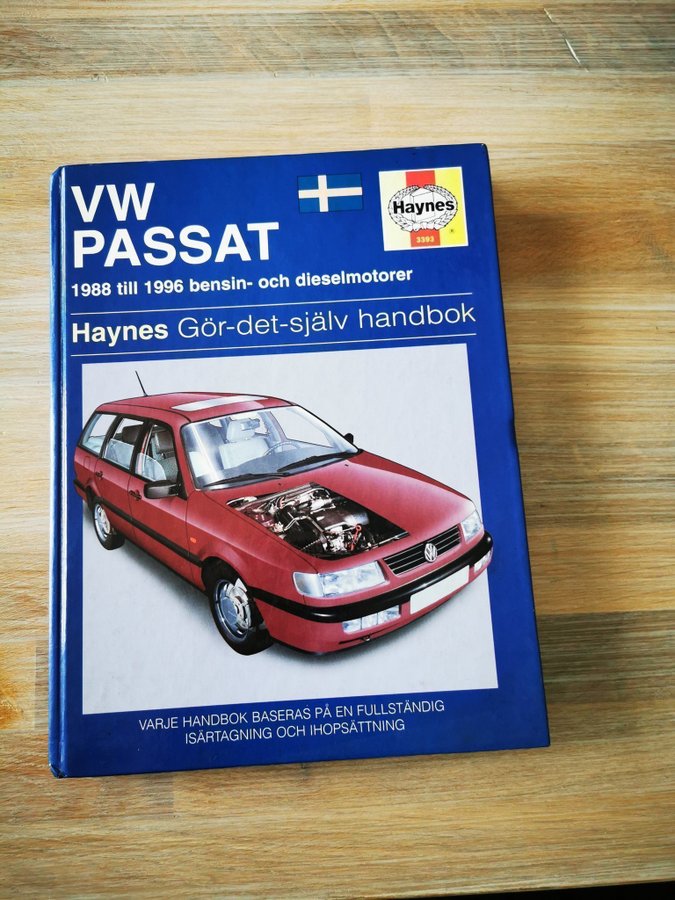 VW
PASSAT
Haynes
3393
1988 till 1996 bensin- och dieselmotorer
Haynes Gör-det-själv handbok
VARJE HANDBOK BASERAS PÅ EN FULLSTÄNDIG
ISÄRTAGNING OCH IHOPSÄTTNING